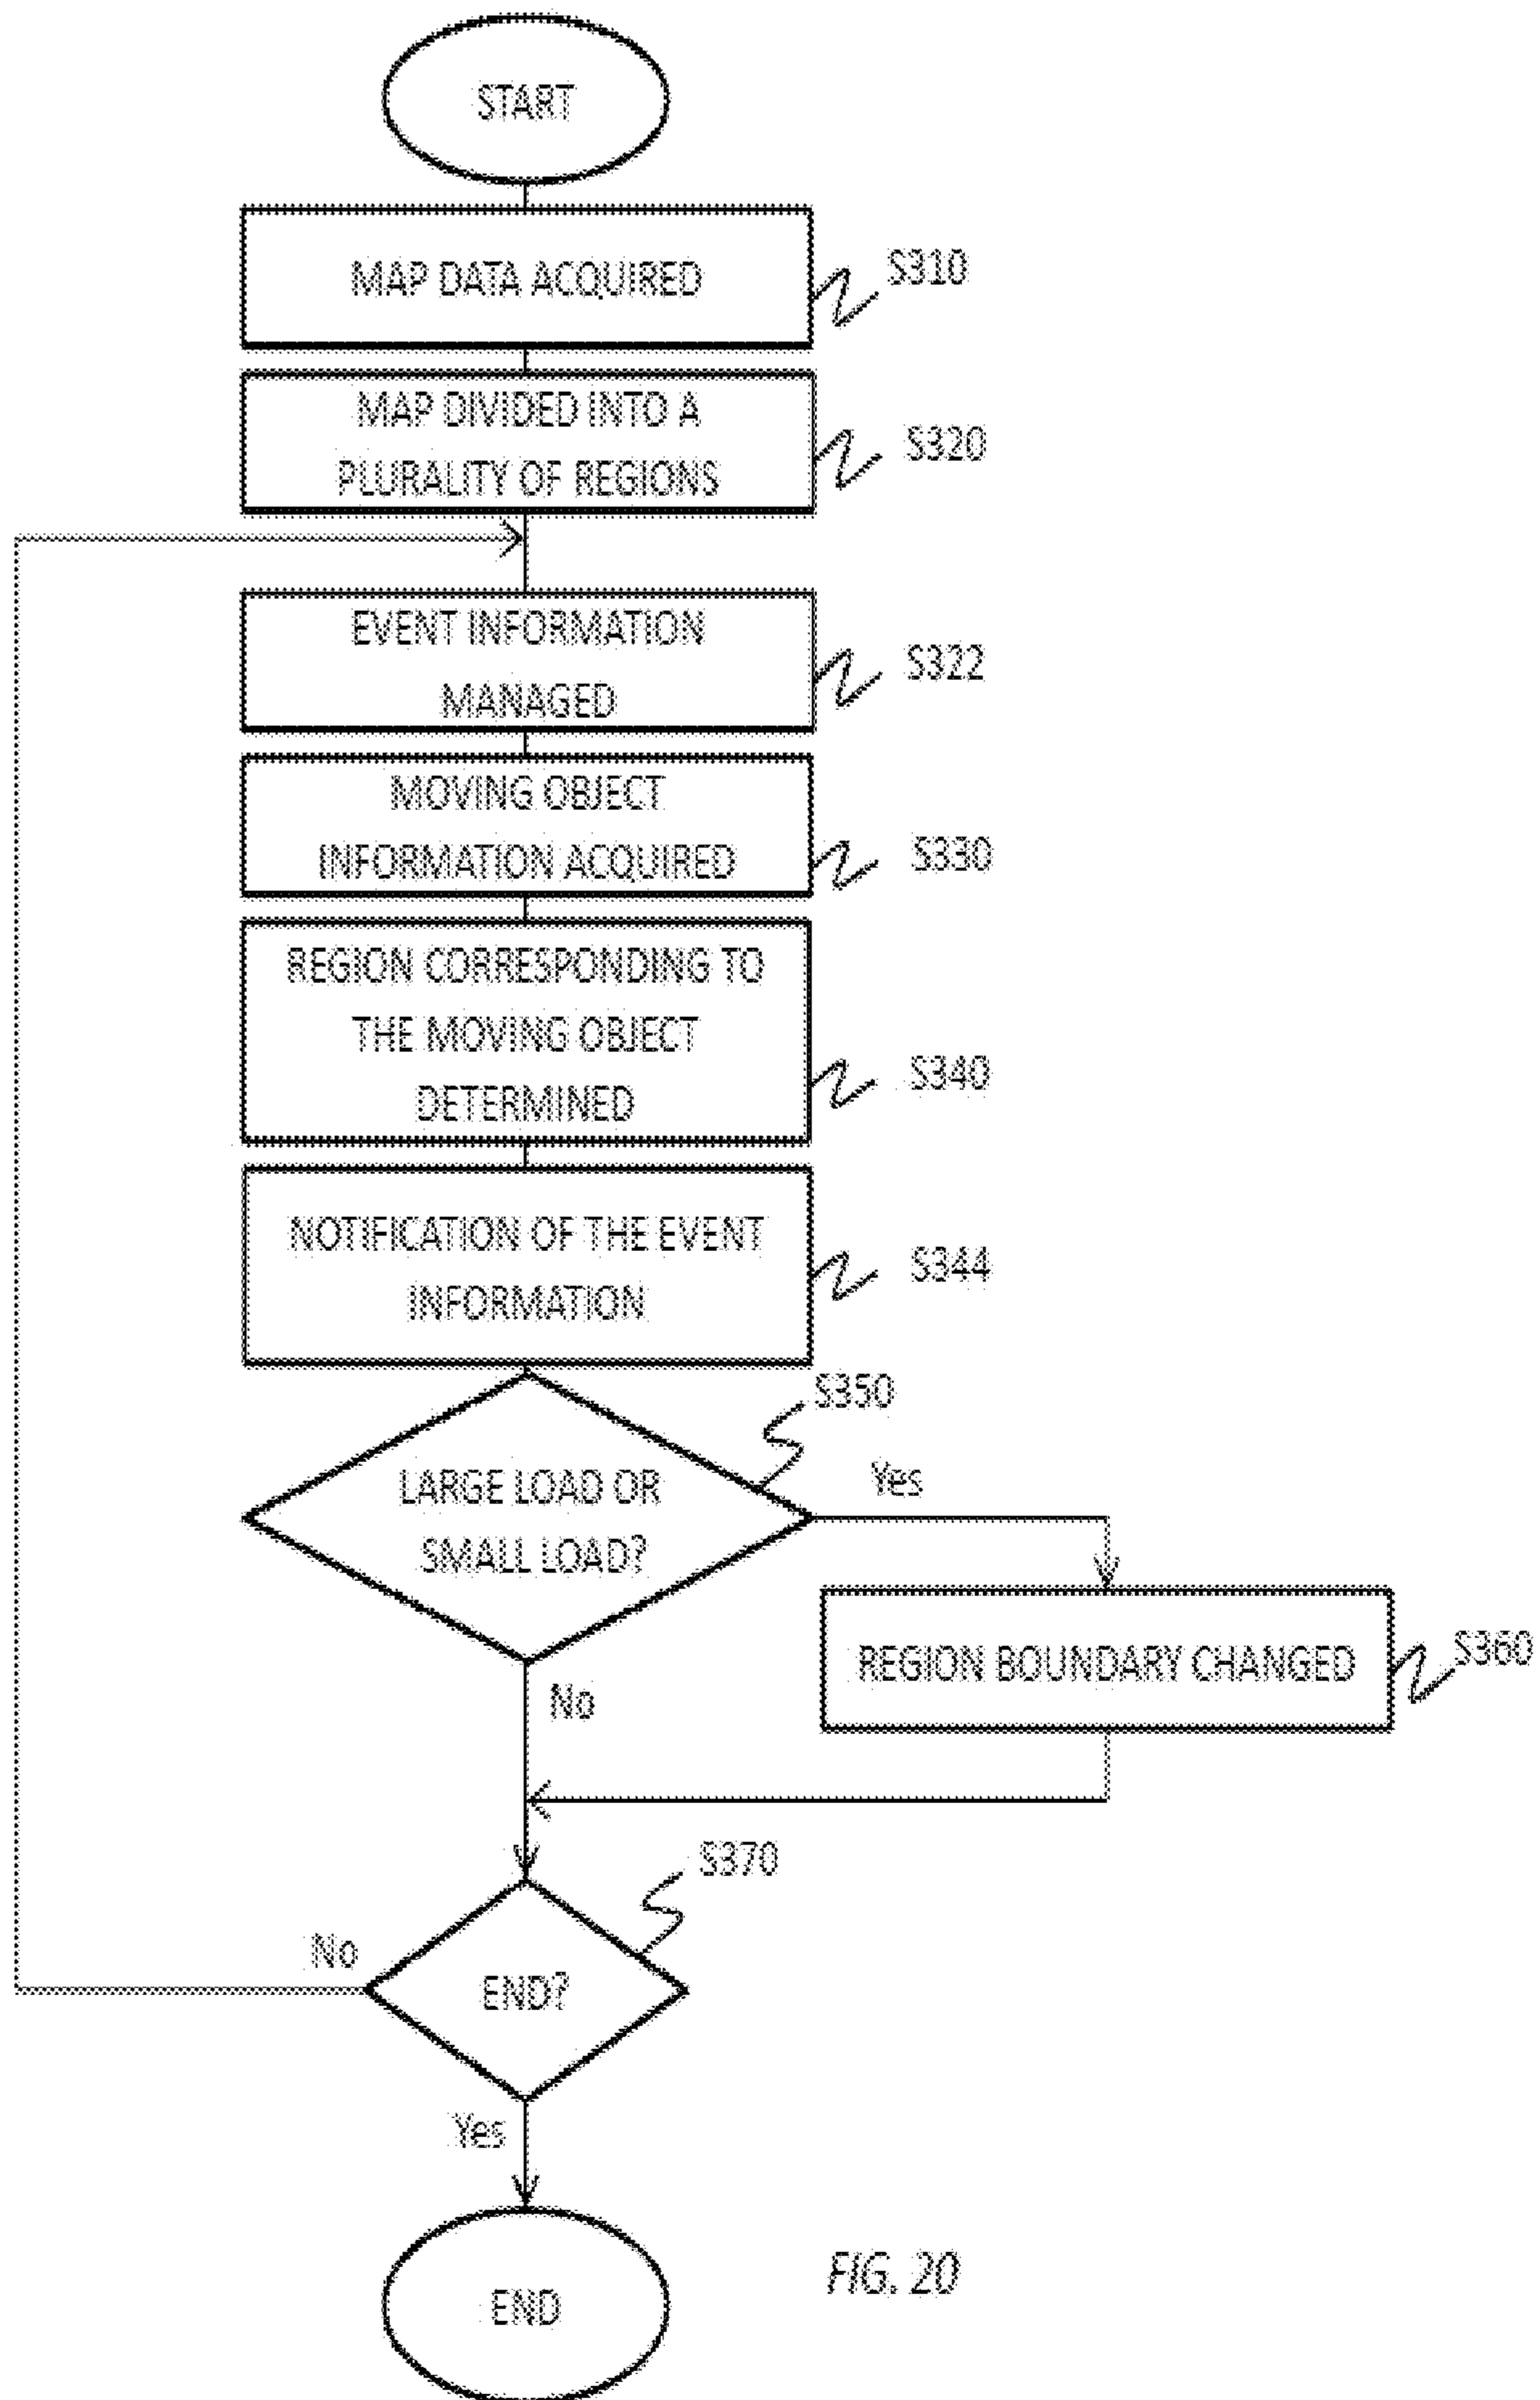 START
MAP DATA ACQUIRED
S310
MAP DIVIDED INTO A
PLURALITY OF REGIONS
S320
EVENT INFORMATION
MANAGED
S322
MOVING OBJECT
INFORMATION ACQUIRED
S330
REGION CORRESPONDING TO
THE MOVING OBJECT
DETERMINED
S340
NOTIFICATION OF THE EVENT
INFORMATION
S344
S350
LARGE LOAD OR
SMALL LOAD?
Yes
REGION BOUNDARY CHANGED
S360
No
S370
No
END?
Yes
END
FIG. 20